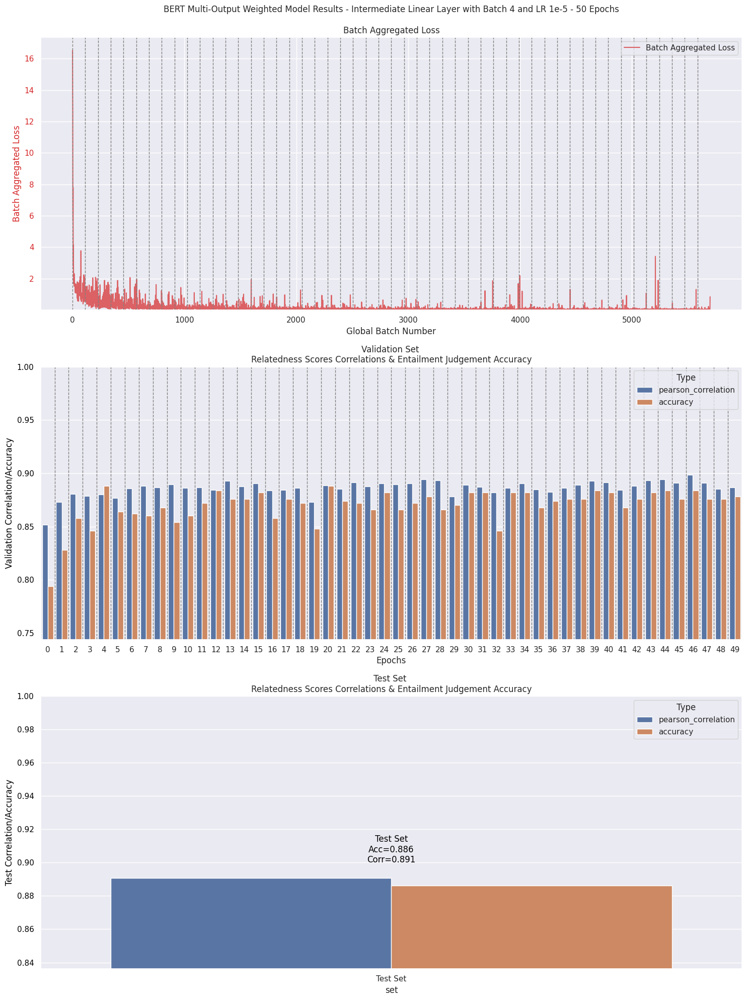 BERT Multi-Output Weighted Model Results - Intermediate Linear Layer with Batch 4 and LR 1e-5 - 50 Epochs
Batch Aggregated Loss
Batch Aggregated Loss
16
14
12
10
8
6
4
2
Batch Aggregated Loss
0 1000 2000 3000 4000 5000
Global Batch Number
Validation Set
Relatedness Scores Correlations & Entailment Judgement Accuracy
Type
pearson_correlation
accuracy
1.00
0.95
0.90
0.85
0.80
0.75
Validation Correlation/Accuracy
0 1 2 3 4 5 6 7 8 9 10 11 12 13 14 15 16 17 18 19 20 21 22 23 24 25 26 27 28 29 30 31 32 33 34 35 36 37 38 39 40 41 42 43 44 45 46 47 48 49
Epochs
Test Set
Relatedness Scores Correlations & Entailment Judgement Accuracy
Type
pearson_correlation
accuracy
1.00
0.98
0.96
0.94
0.92
0.90
0.88
0.86
0.84
Test Correlation/Accuracy
Test Set
Acc=0.886
Corr=0.891
Test Set
set